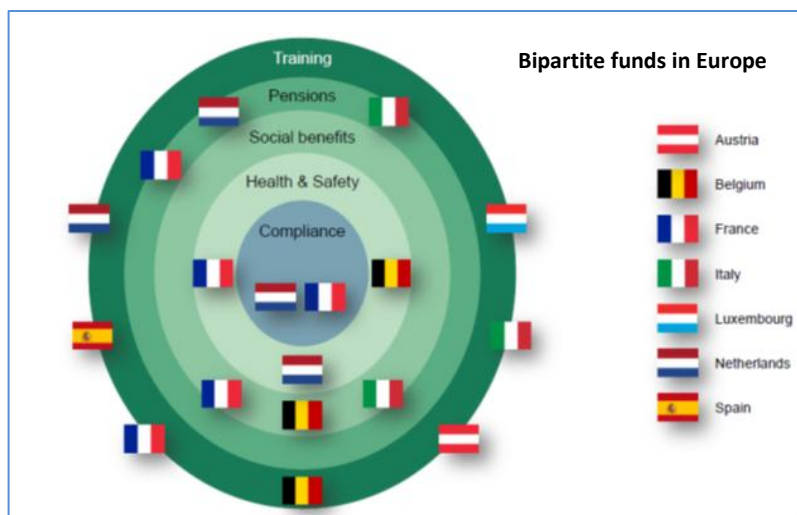 Bipartite funds in Europe
Training
Pensions
Social benefits
Health & Safety
Compliance
Austria
Belgium
France
Italy
Luxembourg
Netherlands
Spain